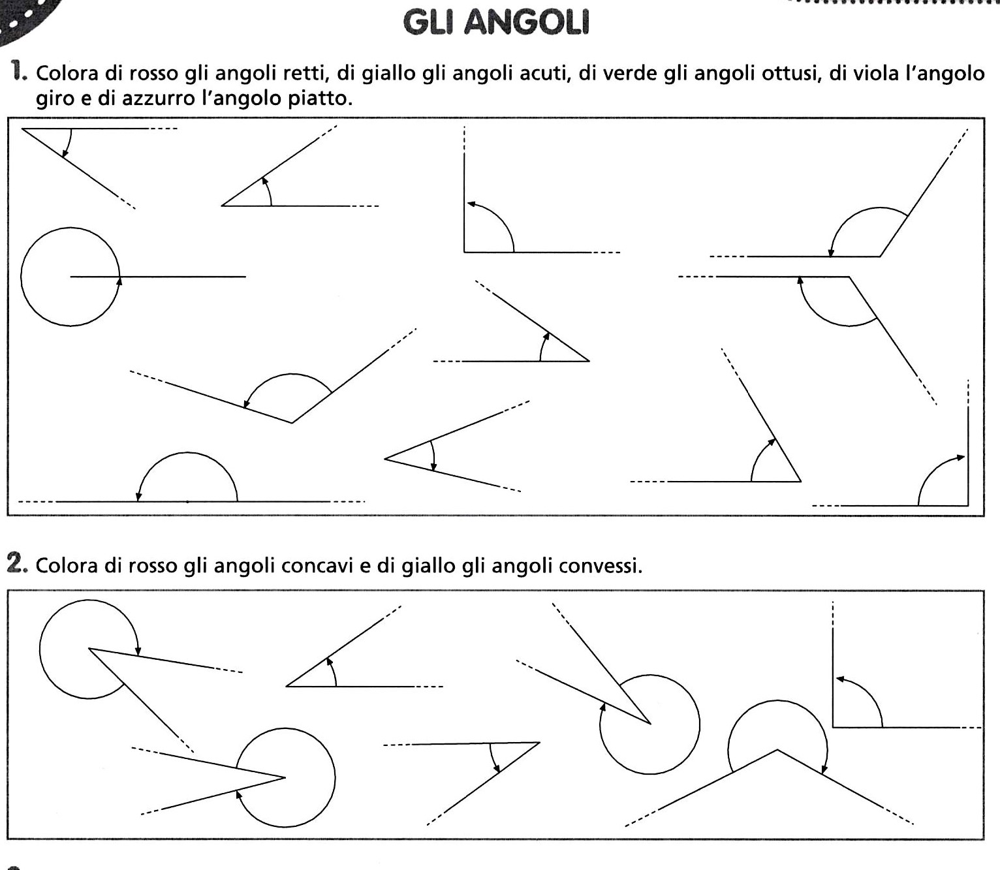 GLI ANGOLI
1. Colora di rosso gli angoli retti, di giallo gli angoli acuti, di verde gli angoli ottusi, di viola l’angolo
giro e di azzurro l’angolo piatto.
2. Colora di rosso gli angoli concavi e di giallo gli angoli convessi.